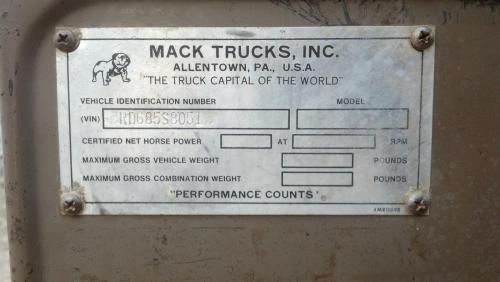 MACK TRUCKS, INC.
ALLENTOWN, PA., U.S.A.
"THE TRUCK CAPITAL OF THE WORLD"
VEHICLE IDENTIFICATION NUMBER MODEL
(VIN) RD685S8051
CERTIFIED NET HORSE POWER AT RPM
MAXIMUM GROSS VEHICLE WEIGHT POUNDS
MAXIMUM GROSS COMBINATION WEIGHT POUNDS
"PERFORMANCE COUNTS"